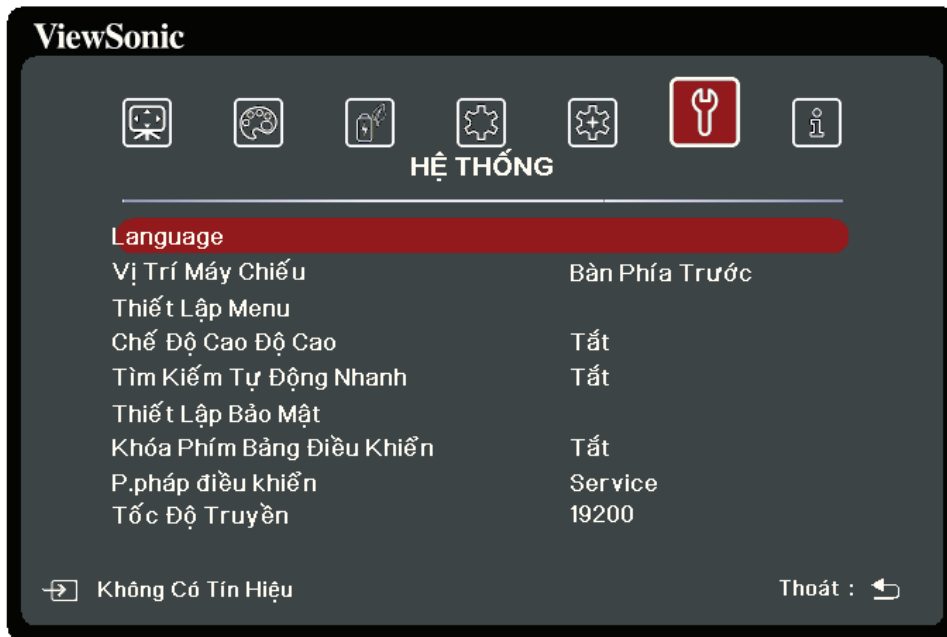 ViewSonic
HỆ THỐNG
Language
Vị Trí Máy Chiếu Bàn Phía Trước
Thiết Lập Menu
Chế Độ Cao Độ Cao Tắt
Tìm Kiếm Tự Động Nhanh Tắt
Thiết Lập Bảo Mật
Khóa Phím Bảng Điều Khiển Tắt
P.pháp điều khiển Service
Tốc Độ Truyền 19200
Không Có Tín Hiệu Thoát :